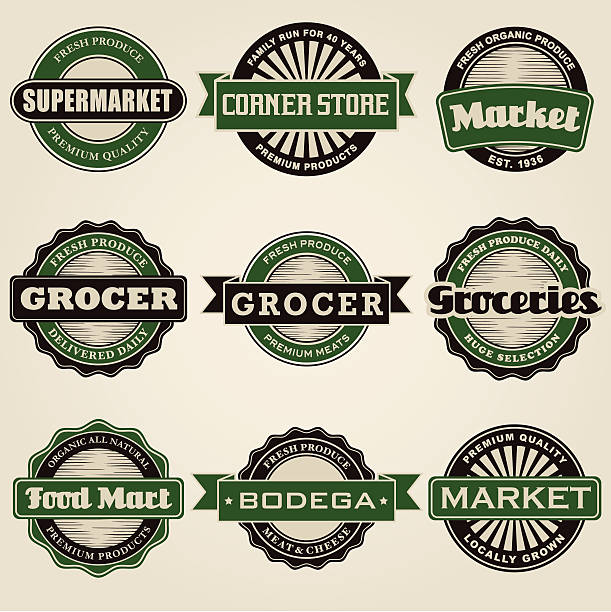 FRESH PRODUCE
SUPERMARKET
PREMIUM QUALITY
FAMILY RUN FOR 40 YEARS
CORNER STORE
PREMIUM PRODUCTS
FRESH ORGANIC PRODUCE
Market
EST. 1936
FRESH PRODUCE
GROCER
DELIVERED DAILY
FRESH PRODUCE
GROCER
PREMIUM MEATS
FRESH PRODUCE DAILY
Groceries
HUGE SELECTION
ORGANIC ALL NATURAL
Food Mart
PREMIUM PRODUCTS
FRESH PRODUCE
BODEGA
MEAT & CHEESE
PREMIUM QUALITY
MARKET
LOCALLY GROWN